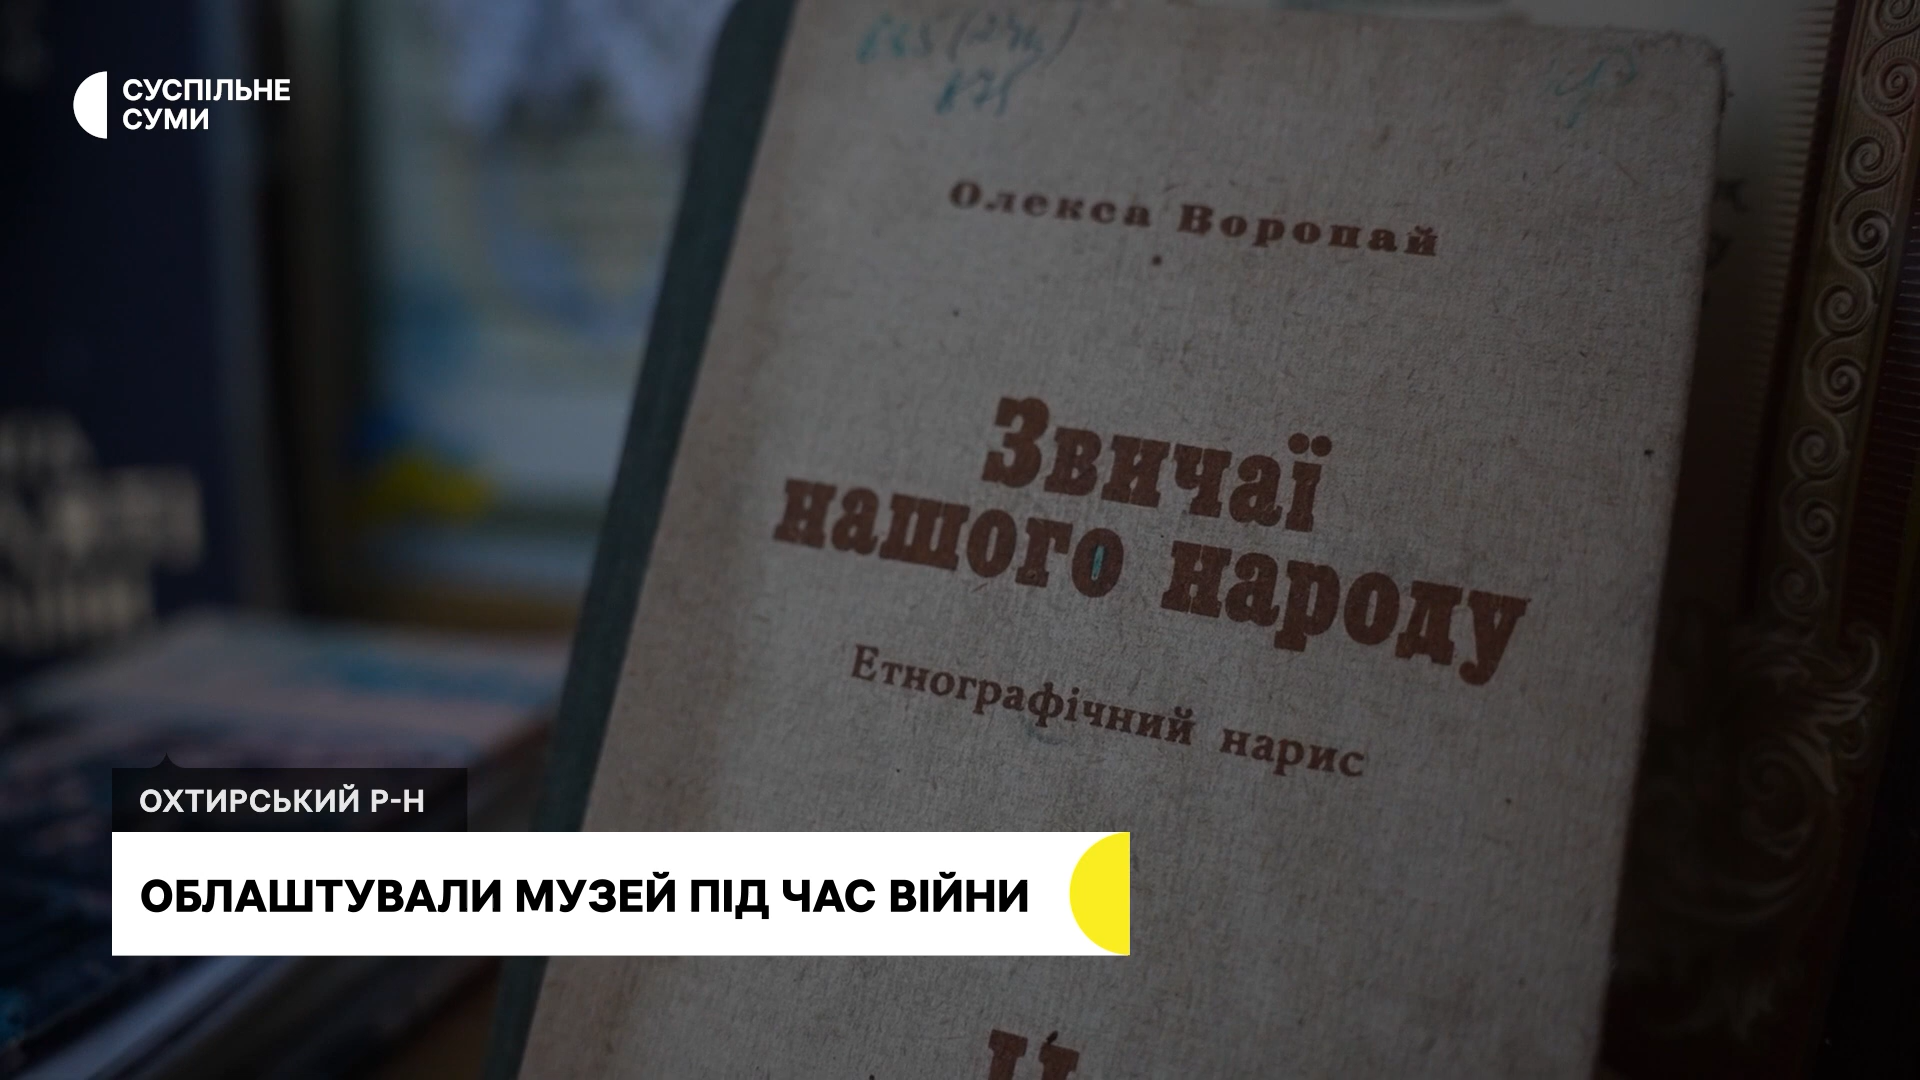 СУСПІЛЬНЕ
СУМИ
Олекса Воропай
Звичаї
нашого народу
Етнографічний нарис
ОХТИРСЬКИЙ Р-Н
ОБЛАШТУВАЛИ МУЗЕЙ ПІД ЧАС ВІЙНИ